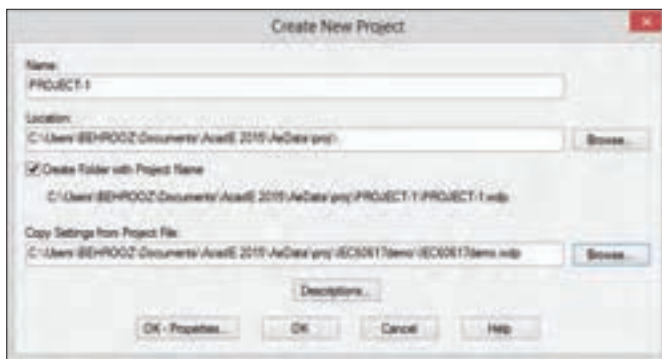 Create New Project
Name:
PROJECT-1
Location:
C:\Users\BEHROOZ\Documents\AcadE 2015\AeData\proj\
Browse...
Create Folder with Project Name
C:\Users\BEHROOZ\Documents\AcadE 2015\AeData\proj\PROJECT-1\PROJECT-1.wdp
Copy Settings from Project File:
C:\Users\BEHROOZ\Documents\AcadE 2015\AeData\proj\IEC60617demo\IEC60617demo.wdp
Browse...
Descriptions...
OK - Properties...
OK
Cancel
Help